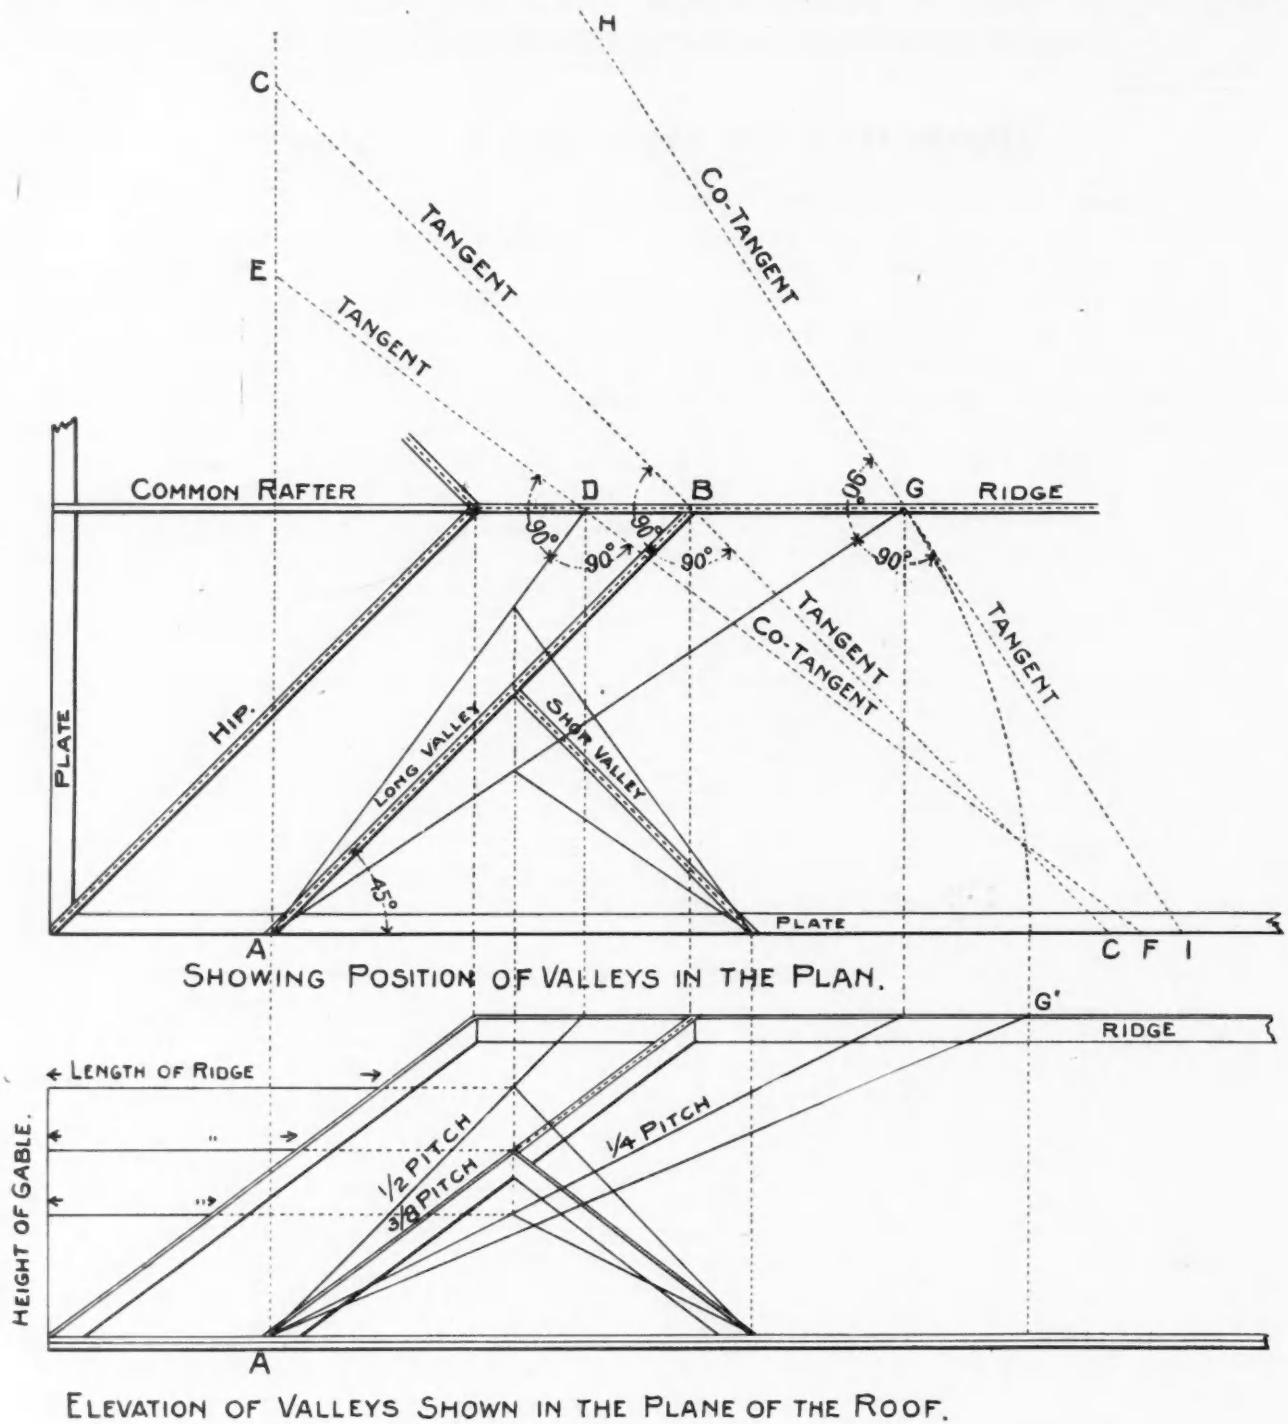 H
C
CO-TANGENT
TANGENT
E
TANGENT
COMMON RAFTER
D
B
90°
G
RIDGE
90°
90°
90°
90°
90°
TANGENT
TANGENT
CO-TANGENT
PLATE
HIP.
LONG VALLEY
SHOR VALLEY
45°
PLATE
A
C
F
I
SHOWING POSITION OF VALLEYS IN THE PLAN.
G'
RIDGE
LENGTH OF RIDGE
"
"
HEIGHT OF GABLE.
1/2 PITCH
3/8 PITCH
1/4 PITCH
A
ELEVATION OF VALLEYS SHOWN IN THE PLANE OF THE ROOF.